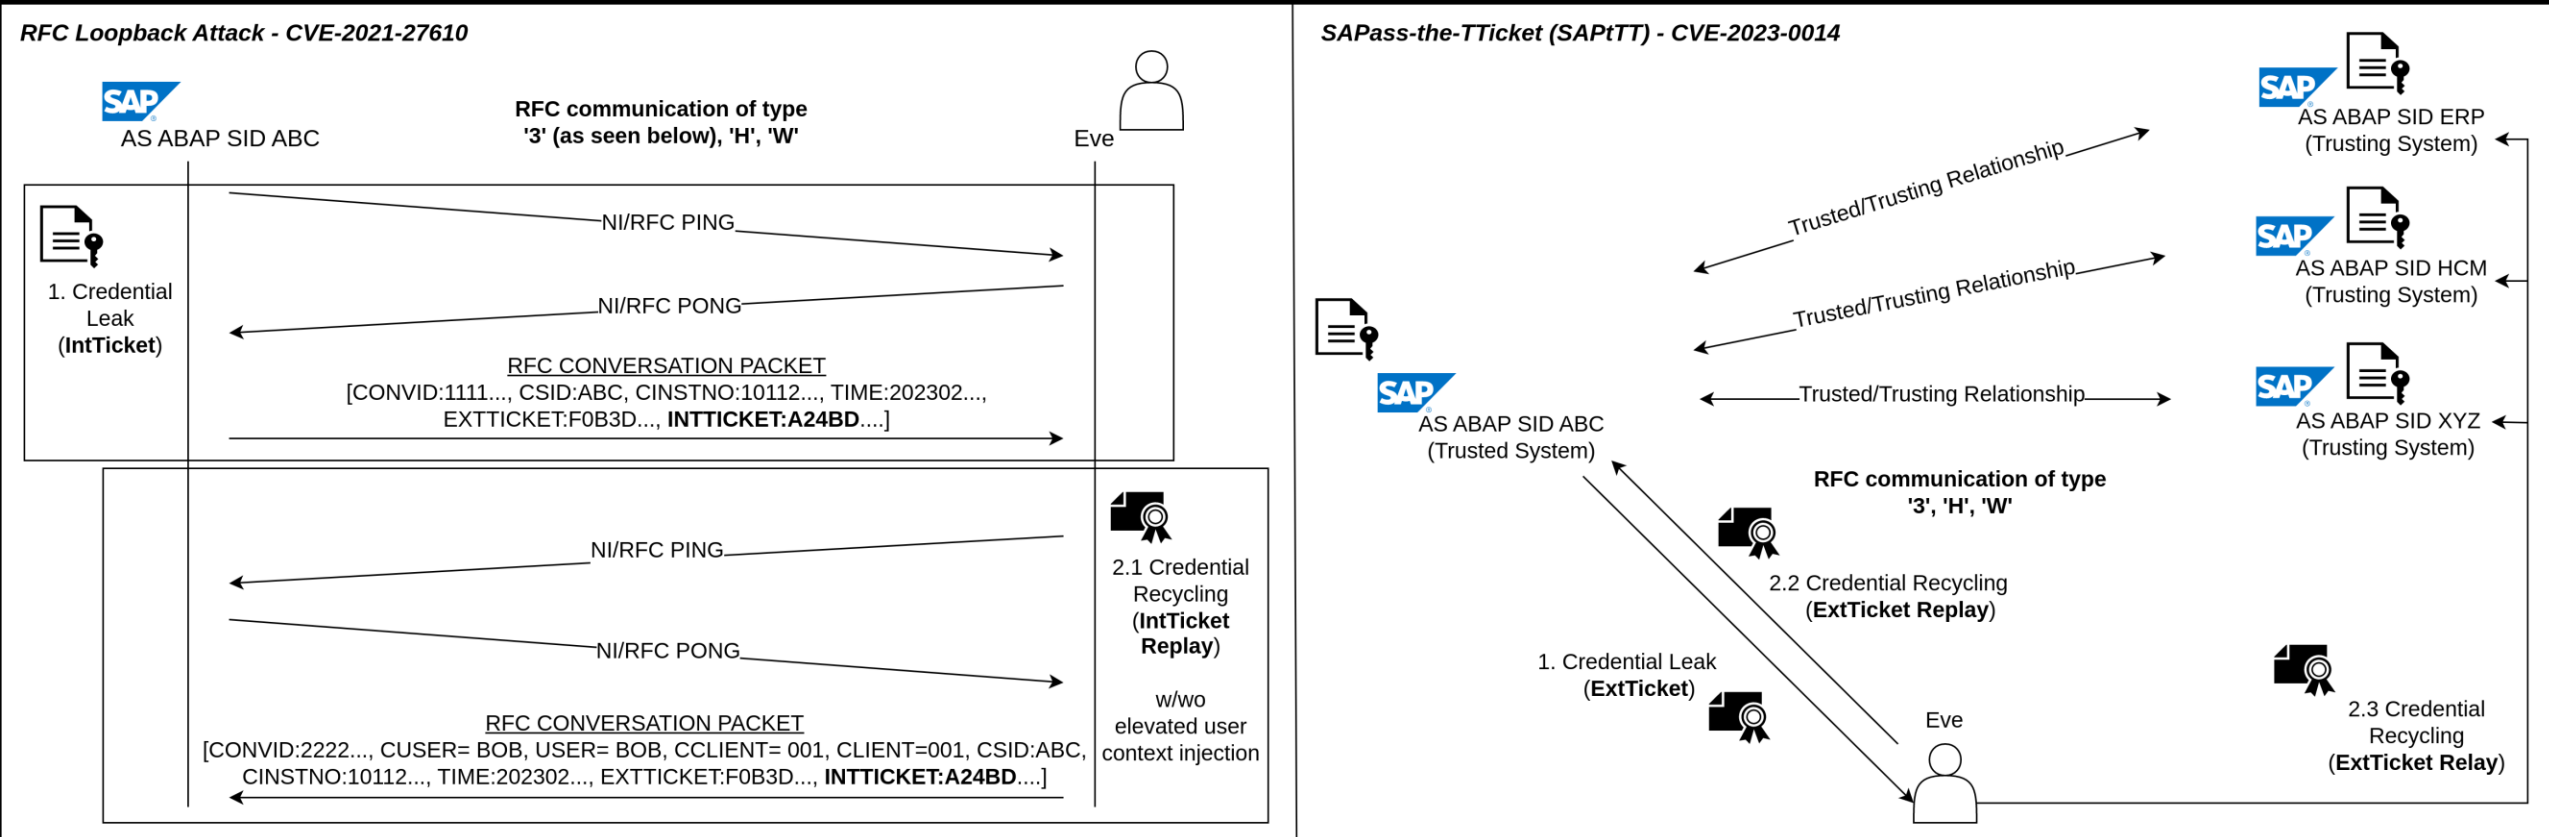 RFC Loopback Attack - CVE-2021-27610
SAP
®
AS ABAP SID ABC
RFC communication of type
'3' (as seen below), 'H', 'W'
Eve
NI/RFC PING
1. Credential
Leak
(IntTicket)
NI/RFC PONG
RFC CONVERSATION PACKET
[CONVID:1111..., CSID:ABC, CINSTNO:10112..., TIME:202302...,
EXTTICKET:F0B3D..., INTTICKET:A24BD....]
NI/RFC PING
2.1 Credential
Recycling
(IntTicket
Replay)
w/wo
elevated user
context injection
NI/RFC PONG
RFC CONVERSATION PACKET
[CONVID:2222..., CUSER= BOB, USER= BOB, CCLIENT= 001, CLIENT=001, CSID:ABC,
CINSTNO:10112..., TIME:202302..., EXTTICKET:F0B3D..., INTTICKET:A24BD....]
SAPass-the-TTicket (SAPtTT) - CVE-2023-0014
SAP
®
AS ABAP SID ERP
(Trusting System)
Trusted/Trusting Relationship
SAP
®
AS ABAP SID HCM
(Trusting System)
Trusted/Trusting Relationship
SAP
®
AS ABAP SID XYZ
(Trusting System)
Trusted/Trusting Relationship
SAP
®
AS ABAP SID ABC
(Trusted System)
RFC communication of type
'3', 'H', 'W'
2.2 Credential Recycling
(ExtTicket Replay)
1. Credential Leak
(ExtTicket)
Eve
2.3 Credential
Recycling
(ExtTicket Relay)